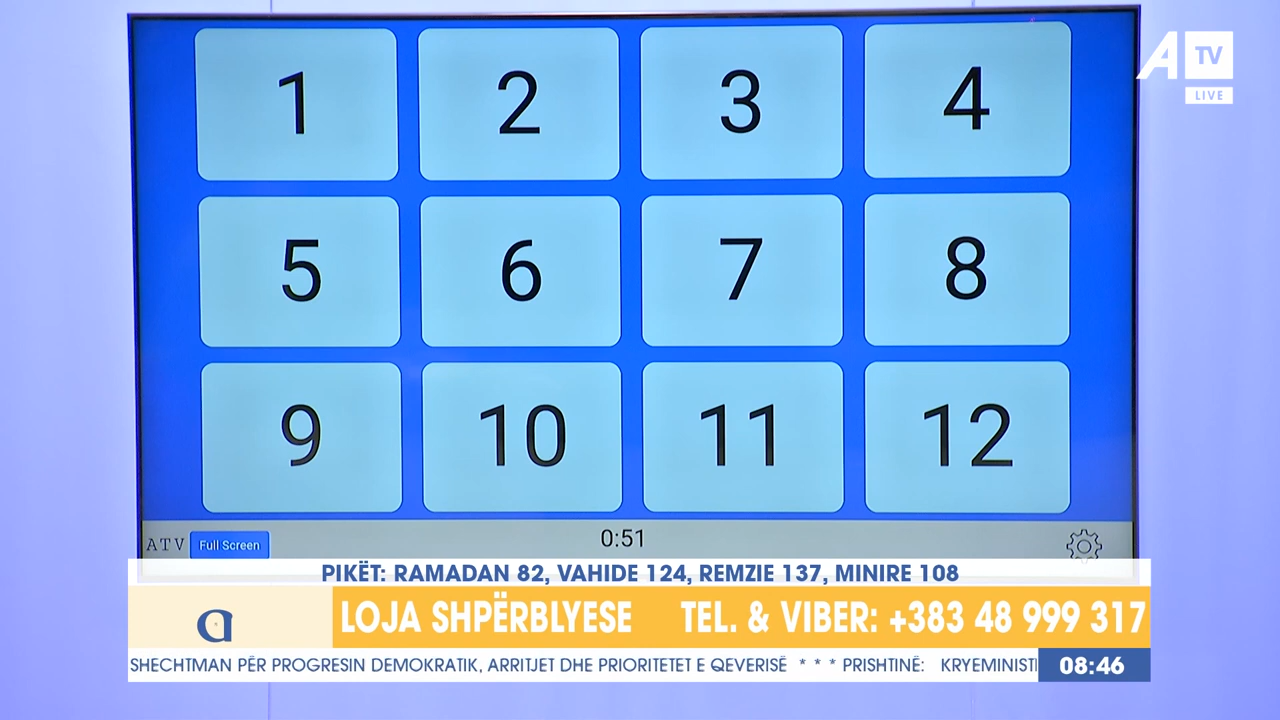 1 2 3 4
5 6 7 8
9 10 11 12
A TV
LIVE
ATV Full Screen 0:51
PIKËT: RAMADAN 82, VAHIDE 124, REMZIE 137, MINIRE 108
a LOJA SHPËRBLYESE TEL. & VIBER: +383 48 999 317
SHECHTMAN PËR PROGRESIN DEMOKRATIK, ARRITJET DHE PRIORITETET E QEVERISË * * * PRISHTINË: KRYEMINISTI 08:46